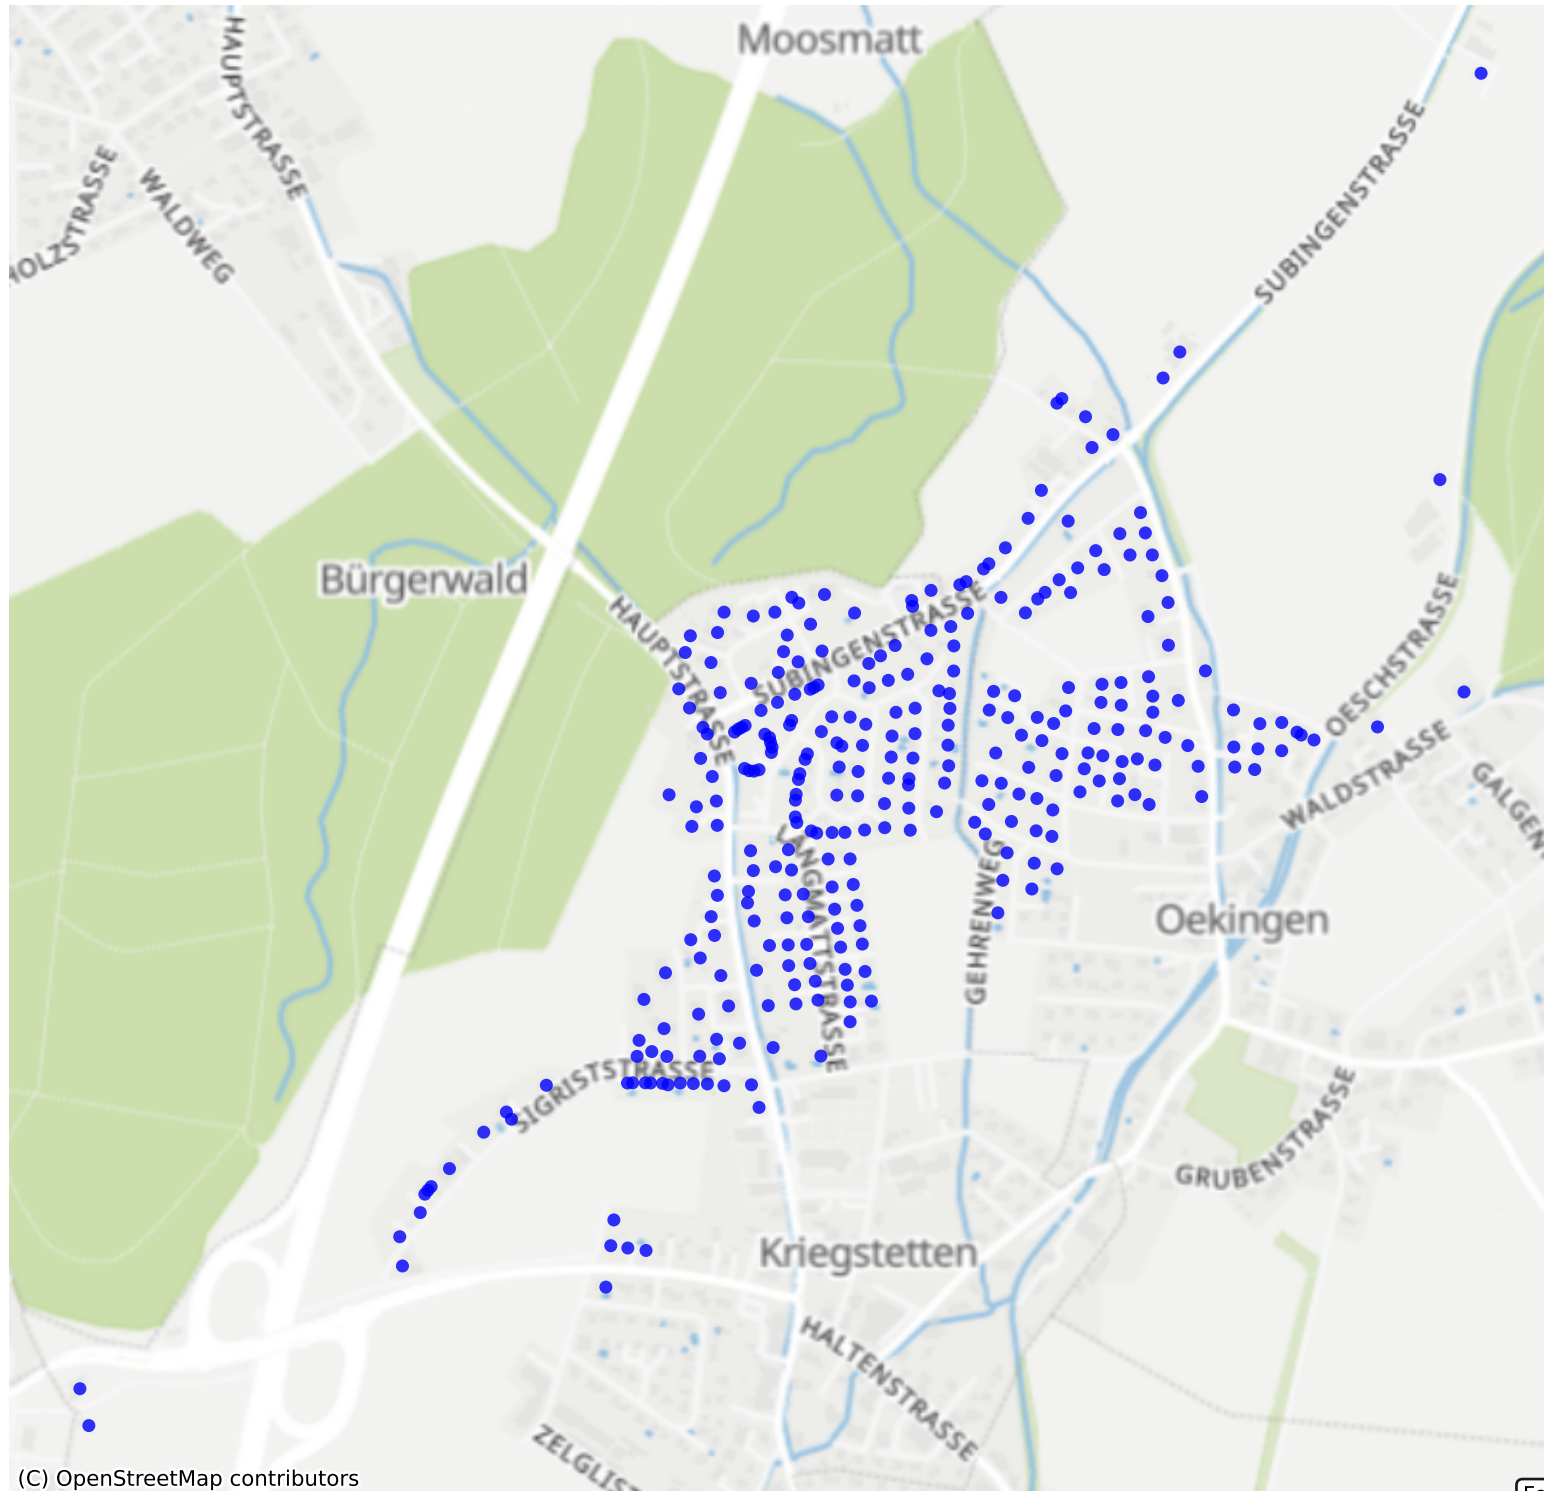 Moosmatt
HAUPTSTRASSE
SUBINGENSTRASSE
HOLZSTRASSE
WALDWEG
Bürgerwald
HAUPTSTRASSE
SUBINGENSTRASSE
OESCHSTRASSE
WALDSTRASSE
LANGMATTSTRASSE
GEHRENWEG
Oekingen
SIGRISTSTRASSE
GRUBENSTRASSE
Kriegstetten
HALTENSTRASSE
(C) OpenStreetMap contributors